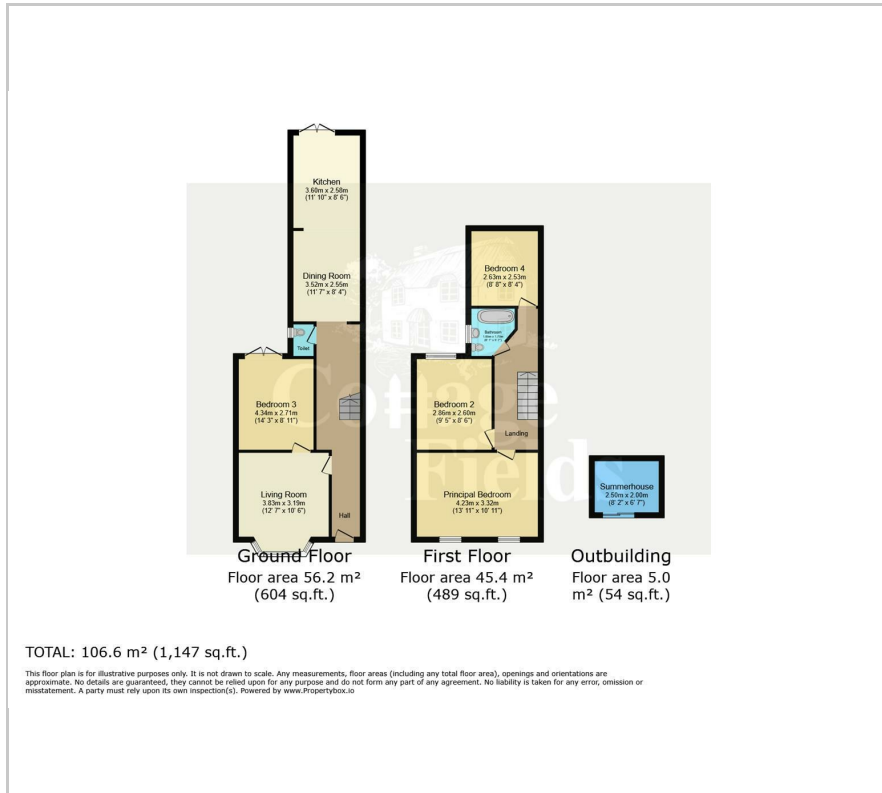 Kitchen
3.60m x 2.58m
(11' 10" x 8' 6")
Dining Room
3.52m x 2.55m
(11' 7" x 8' 4")
Toilet
Bedroom 3
4.34m x 2.71m
(14' 3" x 8' 11")
Living Room
3.83m x 3.19m
(12' 7" x 10' 6")
Hall
Bedroom 4
2.63m x 2.53m
(8' 8" x 8' 4")
Bathroom
Bedroom 2
2.86m x 2.60m
(9' 5" x 8' 6")
Landing
Principal Bedroom
4.23m x 3.32m
(13' 11" x 10' 11")
Summerhouse
2.50m x 2.00m
(8' 2" x 6' 7")
Cottage
Fields
Ground Floor
Floor area 56.2 m²
(604 sq.ft.)
First Floor
Floor area 45.4 m²
(489 sq.ft.)
Outbuilding
Floor area 5.0
m² (54 sq.ft.)
TOTAL: 106.6 m² (1,147 sq.ft.)
This floor plan is for illustrative purposes only. It is not drawn to scale. Any measurements, floor areas (including any total floor area), openings and orientations are
approximate. No details are guaranteed, they cannot be relied upon for any purpose and do not form any part of any agreement. No liability is taken for any error, omission or
misstatement. A party must rely upon its own inspection(s). Powered by www.Propertybox.io